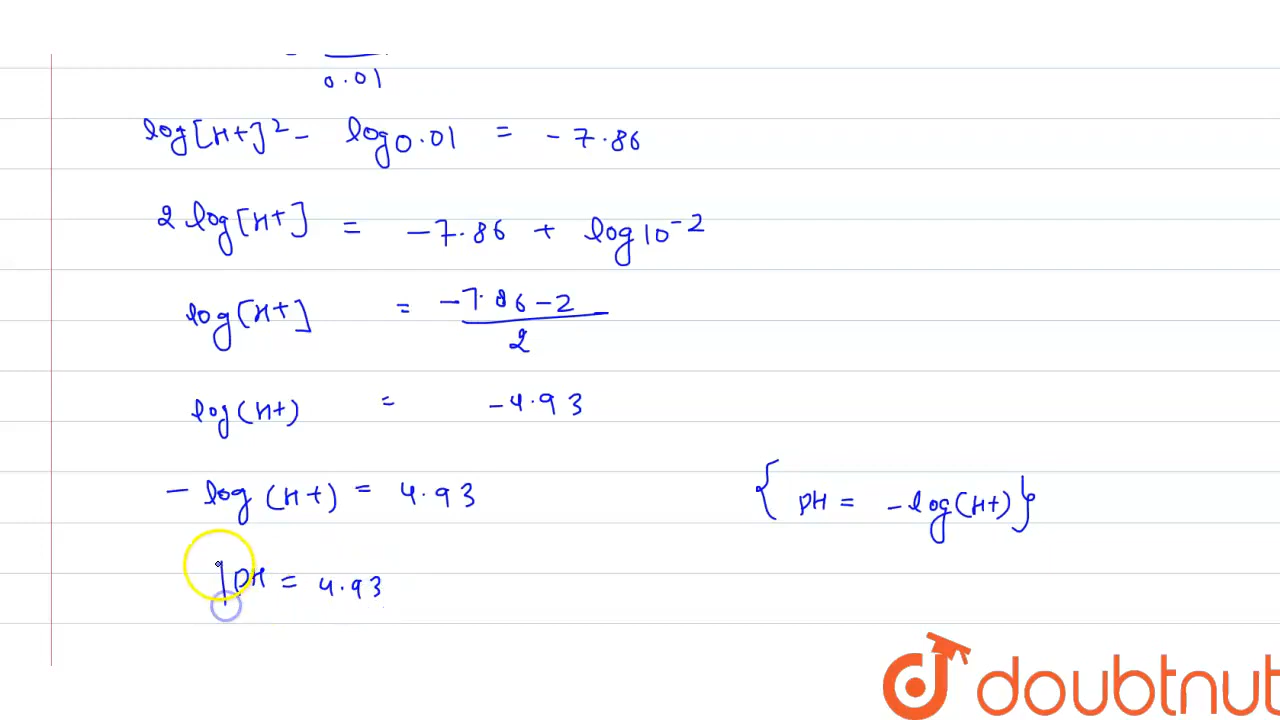 = 
0.01
log[H+]² - log 0.01 = -7.86
2 log[H+] = -7.86 + log 10⁻²
log[H+] = -7.86-2
2
log(H+) = -4.93
- log(H+) = 4.93 { pH = -log(H+)}
pH = 4.93
doubtnut